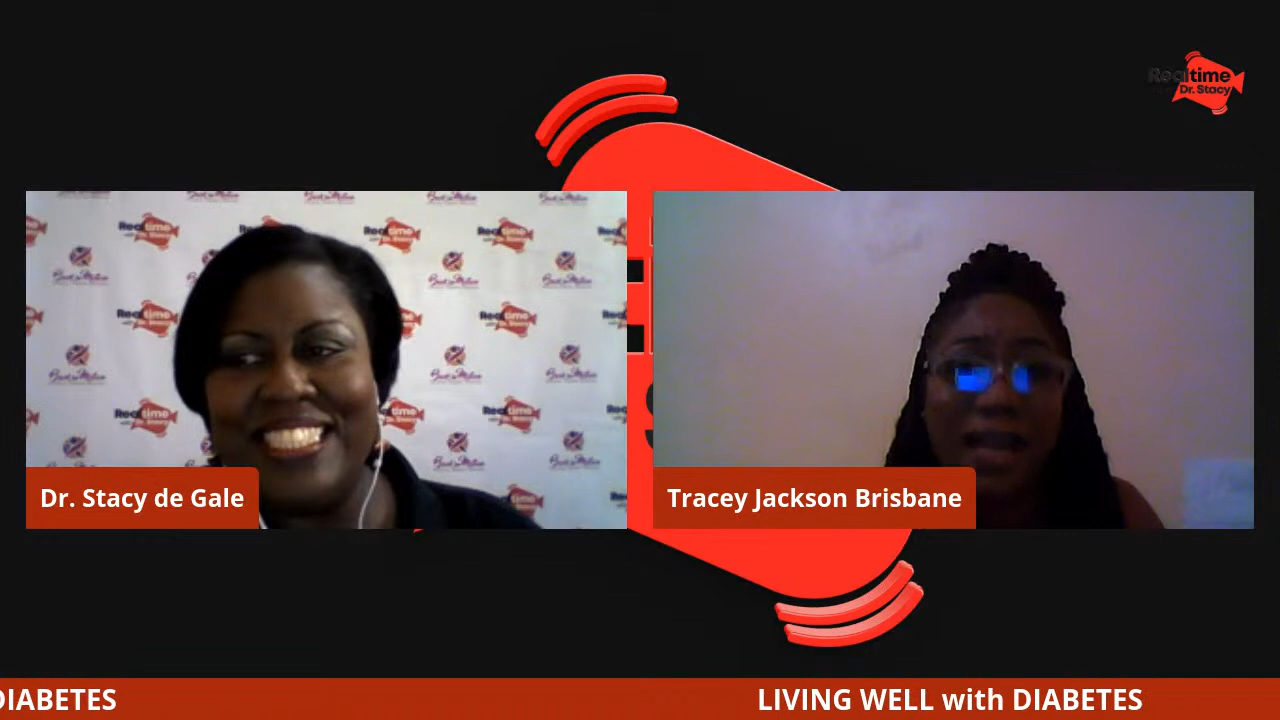 Realtime
Dr. Stacy
Dr. Stacy de Gale
Tracey Jackson Brisbane
DIABETES
LIVING WELL with DIABETES